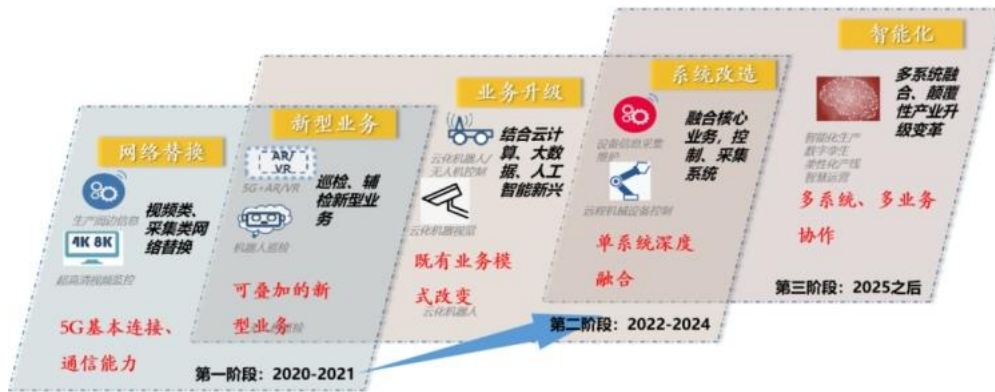 网络替换
生产周边信息
4K 8K
超高清视频监控
视频类、
采集类网
络替换
5G基本连接、
通信能力
第一阶段：2020-2021
新型业务
AR/
VR
5G+AR/VR
机器人巡检
巡检、辅
检新型业
务
可叠加的新
型业务
业务升级
云化机器人/
无人机控制
云化机器视觉
云化机器人
结合云计
算、大数
据、人工
智能新兴
既有业务模
式改变
第二阶段：2022-2024
系统改造
设备信息采集
维护
远程机械设备控制
融合核心
业务，控
制、采集
系统
单系统深度
融合
智能化
智能化生产
数字孪生
柔性化产线
智慧运营
多系统融
合、颠覆
性产业升
级变革
多系统、多业务
协作
第三阶段：2025之后